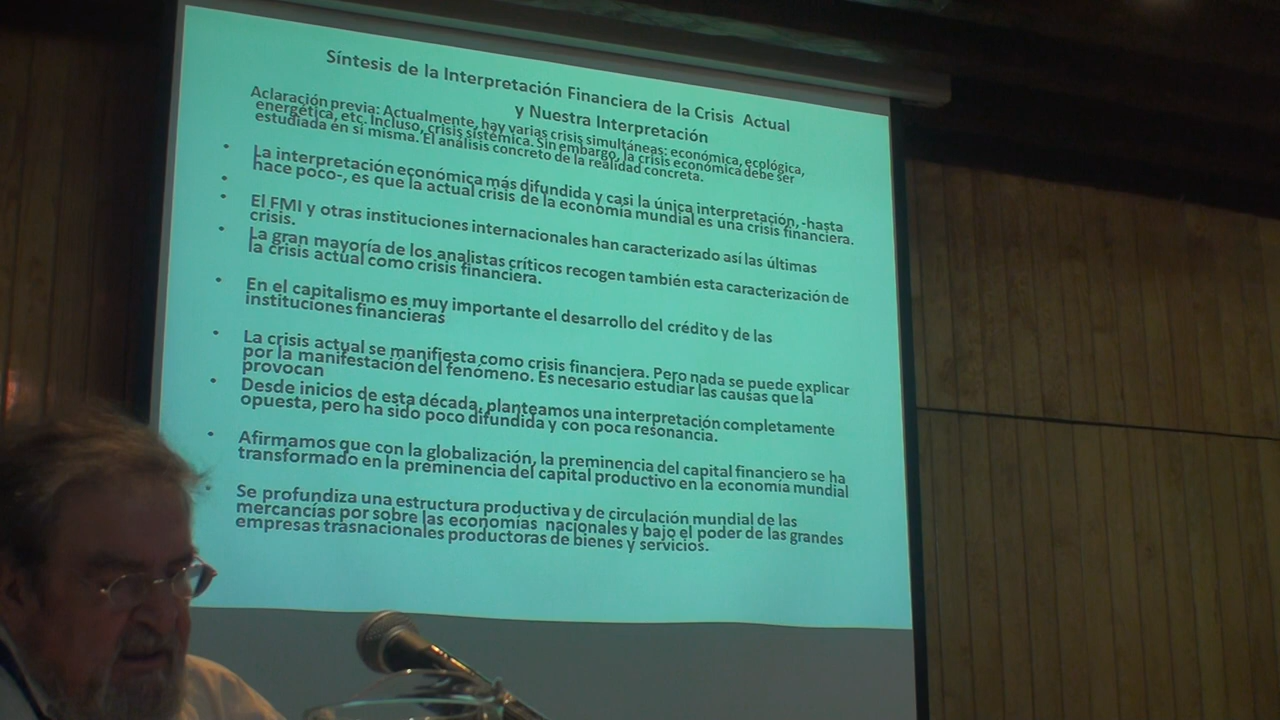 Síntesis de la Interpretación Financiera de la Crisis Actual
y Nuestra Interpretación
Aclaración previa: Actualmente, hay varias crisis simultáneas: económica, ecológica,
energética, etc. Incluso, crisis sistémica. Sin embargo, la crisis económica debe ser
estudiada en sí misma. El análisis concreto de la realidad concreta.
• La interpretación económica más difundida y casi la única interpretación, -hasta
hace poco-, es que la actual crisis de la economía mundial es una crisis financiera.
•
• El FMI y otras instituciones internacionales han caracterizado así las últimas
crisis.
• La gran mayoría de los analistas críticos recogen también esta caracterización de
la crisis actual como crisis financiera.
• En el capitalismo es muy importante el desarrollo del crédito y de las
instituciones financieras
• La crisis actual se manifiesta como crisis financiera. Pero nada se puede explicar
por la manifestación del fenómeno. Es necesario estudiar las causas que la
provocan
• Desde inicios de esta década, planteamos una interpretación completamente
opuesta, pero ha sido poco difundida y con poca resonancia.
• Afirmamos que con la globalización, la preminencia del capital financiero se ha
transformado en la preminencia del capital productivo en la economía mundial
• Se profundiza una estructura productiva y de circulación mundial de las
mercancías por sobre las economías nacionales y bajo el poder de las grandes
empresas trasnacionales productoras de bienes y servicios.